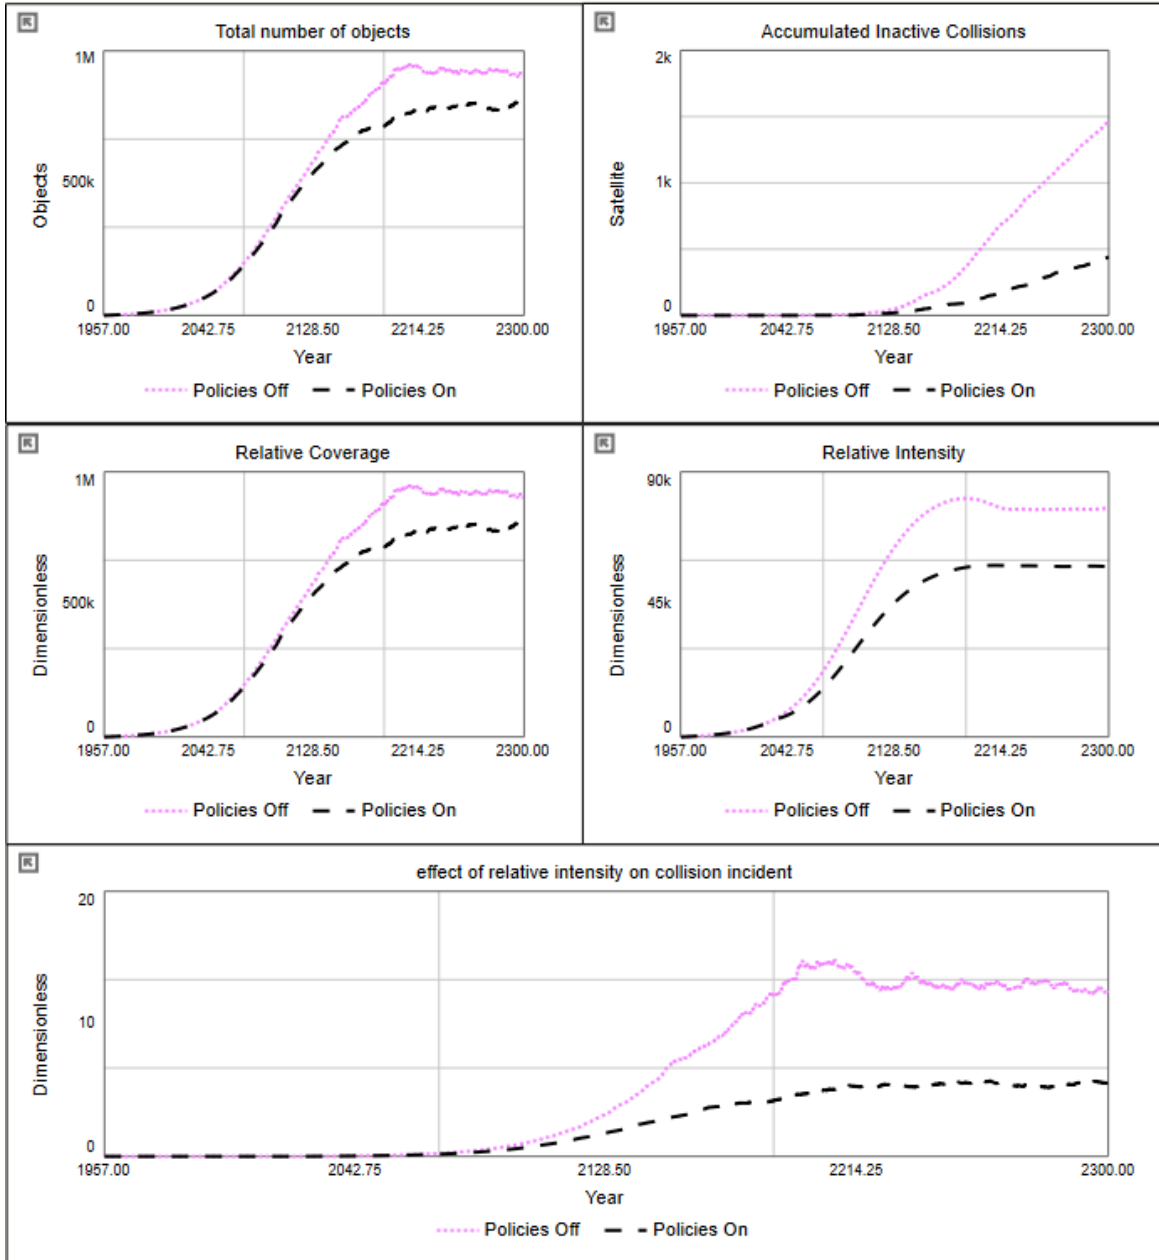 Total number of objects
1M
500k
0
Objects
1957.00 2042.75 2128.50 2214.25 2300.00
Year
Policies Off Policies On
Accumulated Inactive Collisions
2k
1k
0
Satellite
1957.00 2042.75 2128.50 2214.25 2300.00
Year
Policies Off Policies On
Relative Coverage
1M
500k
0
Dimensionless
1957.00 2042.75 2128.50 2214.25 2300.00
Year
Policies Off Policies On
Relative Intensity
90k
45k
0
Dimensionless
1957.00 2042.75 2128.50 2214.25 2300.00
Year
Policies Off Policies On
effect of relative intensity on collision incident
20
10
0
Dimensionless
1957.00 2042.75 2128.50 2214.25 2300.00
Year
Policies Off Policies On